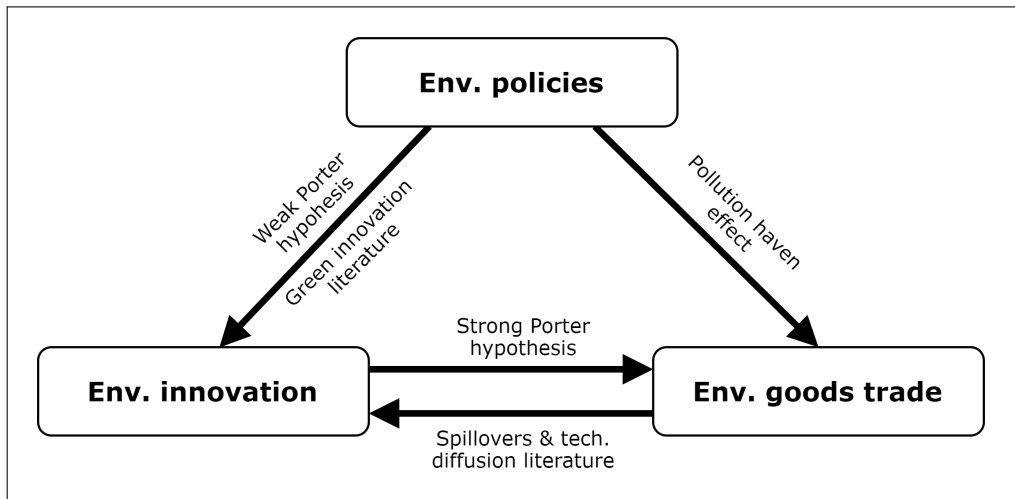 Env. policies
Weak Porter
hypohesis
Green innovation
literature
Pollution haven
effect
Strong Porter
hypothesis
Env. innovation
Env. goods trade
Spillovers & tech.
diffusion literature